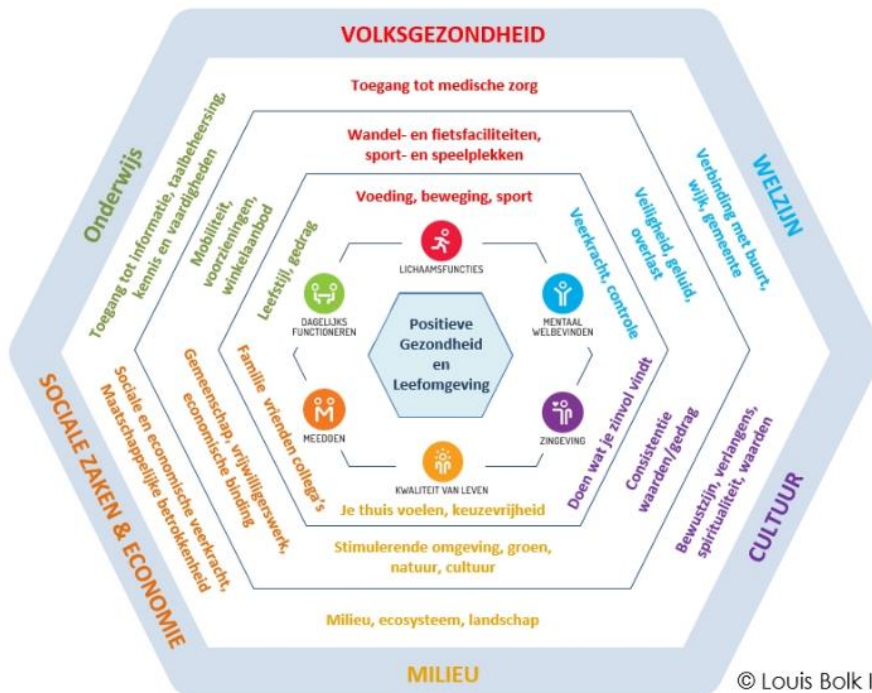 VOLKSGEZONDHEID
Toegang tot medische zorg
Wandel- en fietsfaciliteiten,
sport- en speelplekken
Voeding, beweging, sport
LICHAAMSFUNCTIES
WELZIJN
Verbinding met buurt,
wijk, gemeente
Veiligheid, geluid,
overlast
Veerkracht, controle
MENTAAL
WELBEVINDEN
CULTUUR
Bewustzijn, verlangens,
spiritualiteit, waarden
Consistentie
waarden/gedrag
Doen wat je zinvol vindt
ZINGEVING
KWALITEIT VAN LEVEN
Je thuis voelen, keuzevrijheid
Stimulerende omgeving, groen,
natuur, cultuur
Milieu, ecosysteem, landschap
MILIEU
SOCIALE ZAKEN & ECONOMIE
Sociale en economische veerkracht,
Maatschappelijke betrokkenheid
Gemeenschap, vrijwilligerswerk,
economische binding
Familie vrienden collega's
MEEDOEN
Onderwijs
Toegang tot informatie, taalbeheersing,
kennis en vaardigheden
Mobiliteit,
voorzieningen,
winkelaanbod
Leefstijl, gedrag
DAGELIJKS
FUNCTIONEREN
Positieve
Gezondheid
en
Leefomgeving
© Louis Bolk I